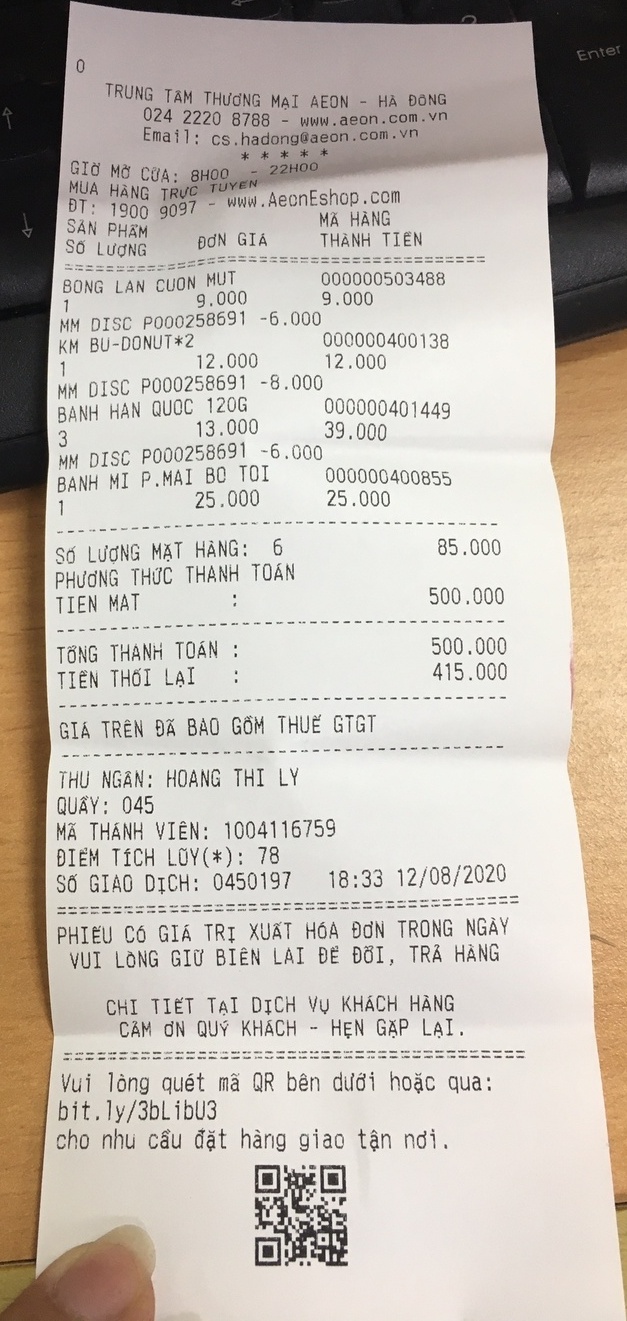 0
TRUNG TÂM THƯƠNG MẠI AEON - HÀ ĐÔNG
024 2220 8788 - www.aeon.com.vn
Email: cs.hadong@aeon.com.vn
* * * * *
GIỜ MỞ CỬA: 8H00 - 22H00
MUA HÀNG TRỰC TUYẾN
ĐT: 1900 9097 - www.AeonEshop.com
SẢN PHẨM MÃ HÀNG
SỐ LƯỢNG ĐƠN GIÁ THÀNH TIỀN
================================================
BONG LAN CUON MUT 000000503488
1 9.000 9.000
MM DISC P000258691 -6.000
KM BU-DONUT*2 000000400138
1 12.000 12.000
MM DISC P000258691 -8.000
BANH HAN QUOC 120G 000000401449
3 13.000 39.000
MM DISC P000258691 -6.000
BANH MI P.MAI BO TOI 000000400855
1 25.000 25.000
------------------------------------------------
SỐ LƯỢNG MẶT HÀNG: 6 85.000
PHƯƠNG THỨC THANH TOÁN
TIEN MAT : 500.000
------------------------------------------------
TỔNG THANH TOÁN : 500.000
TIỀN THỐI LẠI : 415.000
------------------------------------------------
GIÁ TRÊN ĐÃ BAO GỒM THUẾ GTGT
------------------------------------------------
THU NGÂN: HOANG THI LY
QUẦY: 045
MÃ THÀNH VIÊN: 1004116759
ĐIỂM TÍCH LŨY(*): 78
SỐ GIAO DỊCH: 0450197 18:33 12/08/2020
================================================
PHIẾU CÓ GIÁ TRỊ XUẤT HÓA ĐƠN TRONG NGÀY
VUI LÒNG GIỮ BIÊN LAI ĐỂ ĐỔI, TRẢ HÀNG
CHI TIẾT TẠI DỊCH VỤ KHÁCH HÀNG
CẢM ƠN QUÝ KHÁCH - HẸN GẶP LẠI.
================================================
Vui lòng quét mã QR bên dưới hoặc qua:
bit.ly/3bLibU3
cho nhu cầu đặt hàng giao tận nơi.
Enter